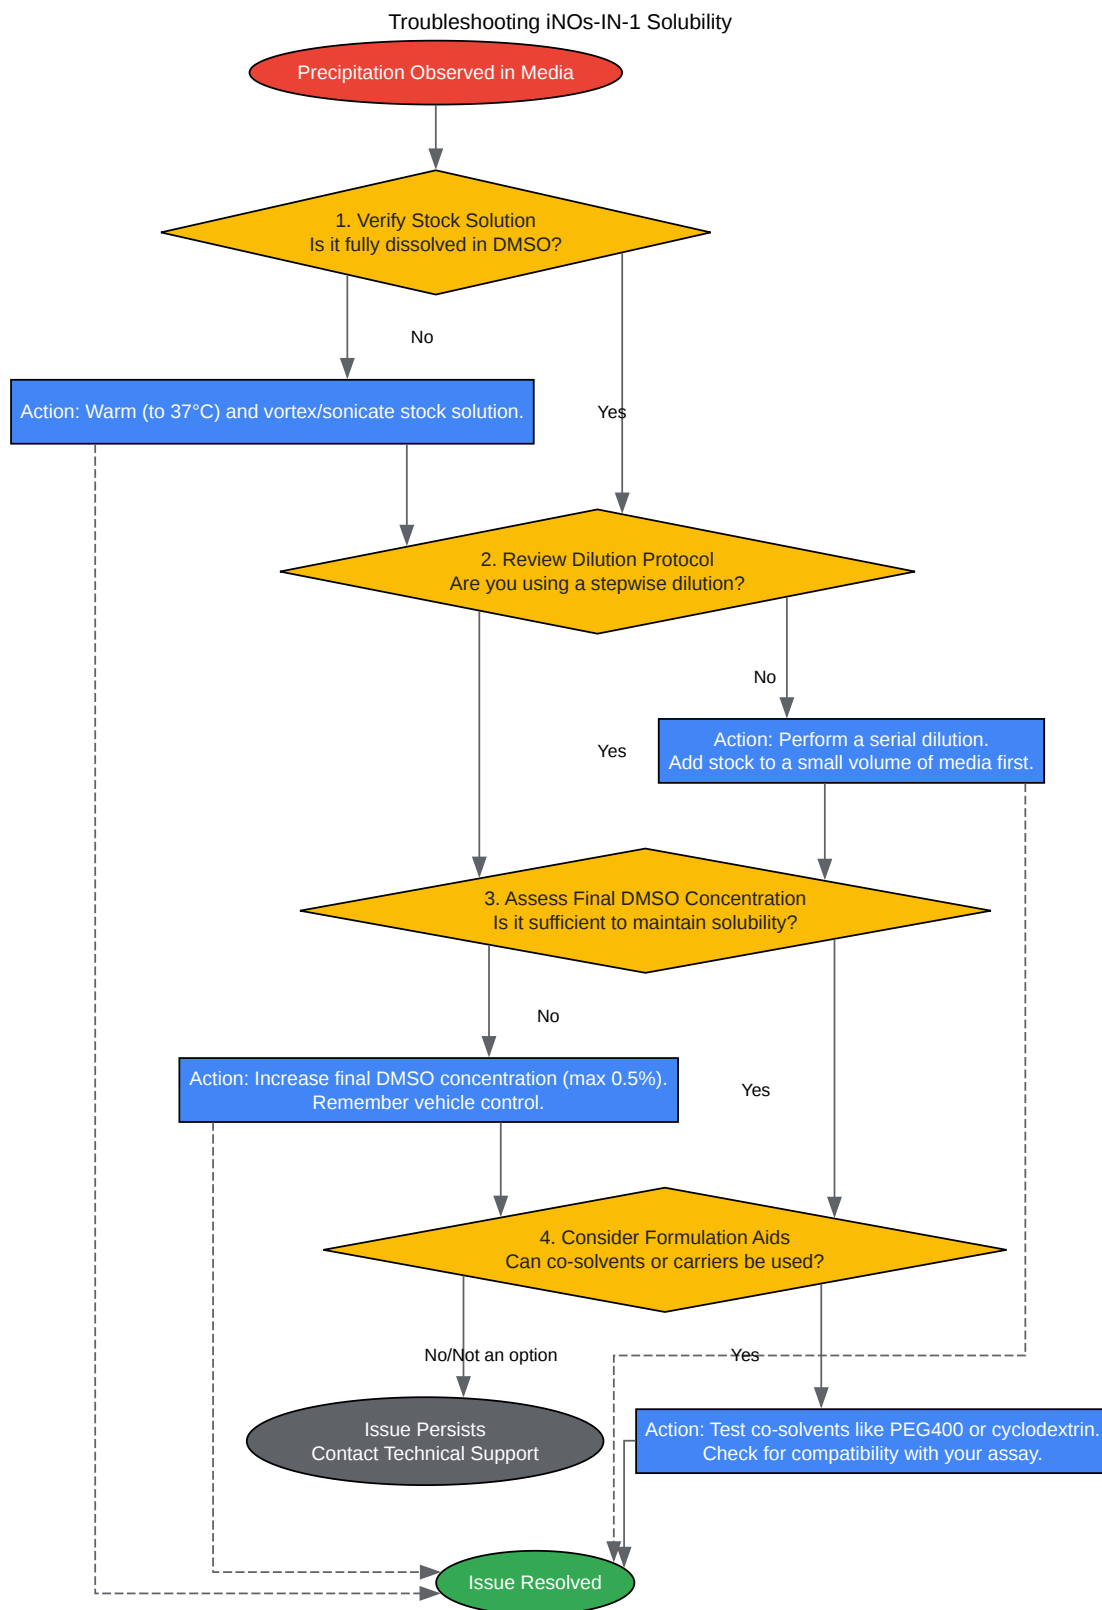 Troubleshooting iNOs-IN-1 Solubility
Precipitation Observed in Media
1. Verify Stock Solution
Is it fully dissolved in DMSO?
No
Action: Warm (to 37°C) and vortex/sonicate stock solution.
Yes
2. Review Dilution Protocol
Are you using a stepwise dilution?
No
Yes
Action: Perform a serial dilution.
Add stock to a small volume of media first.
3. Assess Final DMSO Concentration
Is it sufficient to maintain solubility?
No
Action: Increase final DMSO concentration (max 0.5%).
Remember vehicle control.
Yes
4. Consider Formulation Aids
Can co-solvents or carriers be used?
No/Not an option
Yes
Issue Persists
Contact Technical Support
Action: Test co-solvents like PEG400 or cyclodextrin.
Check for compatibility with your assay.
Issue Resolved